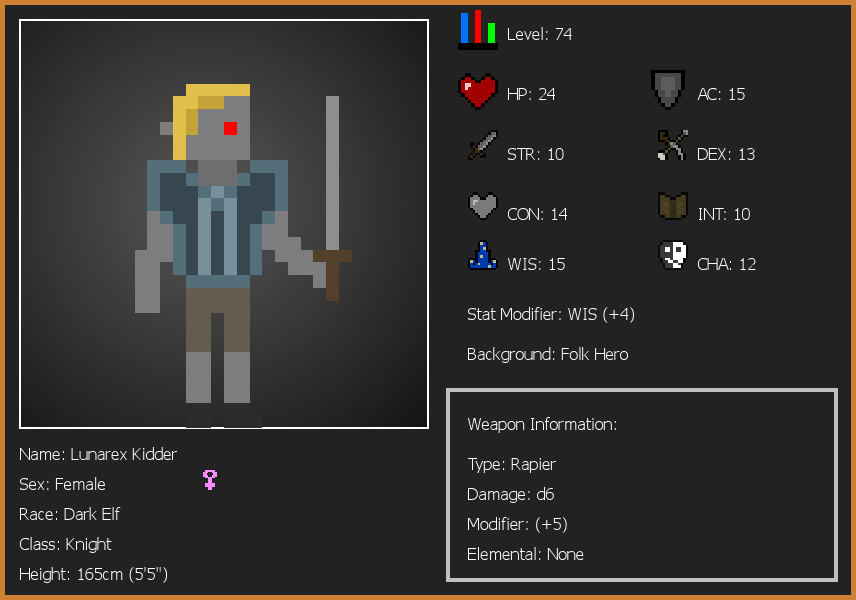 Level: 74
HP: 24
AC: 15
STR: 10
DEX: 13
CON: 14
INT: 10
WIS: 15
CHA: 12
Stat Modifier: WIS (+4)
Background: Folk Hero
Weapon Information:
Type: Rapier
Damage: d6
Modifier: (+5)
Elemental: None
Name: Lunarex Kidder
Sex: Female
Race: Dark Elf
Class: Knight
Height: 165cm (5'5")